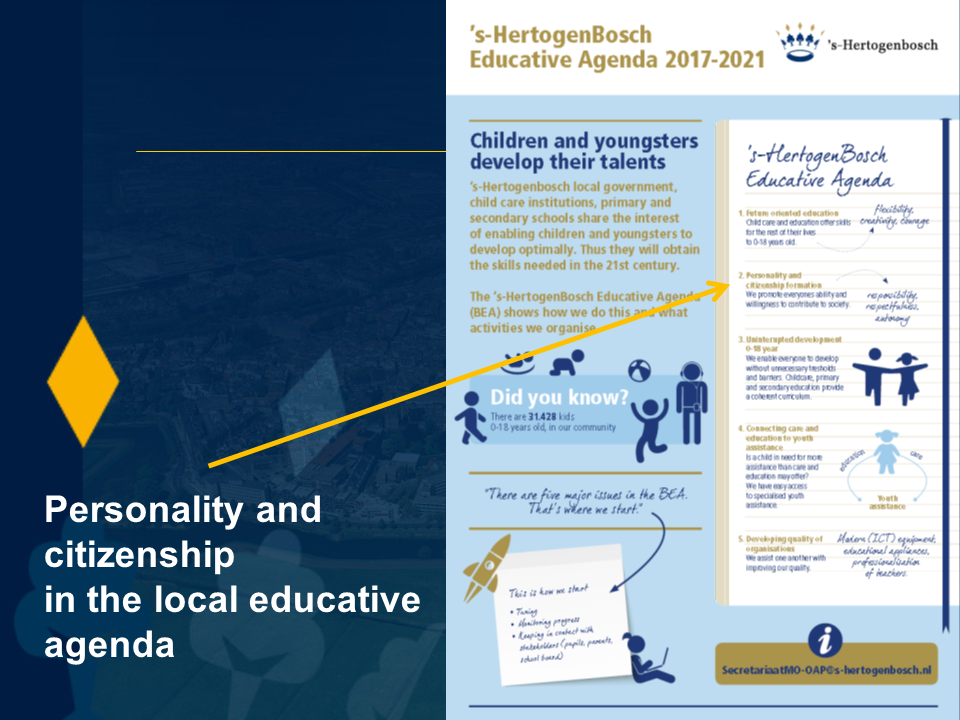 Personality and
citizenship
in the local educative
agenda
's-HertogenBosch
Educative Agenda 2017-2021
's-Hertogenbosch
Children and youngsters
develop their talents
's-Hertogenbosch local government,
child care institutions, primary and
secondary schools share the interest
of enabling children and youngsters to
develop optimally. Thus they will obtain
the skills needed in the 21st century.
The 's-HertogenBosch Educative Agenda
(BEA) shows how we do this and what
activities we organise.
Did you know?
There are 31.428 kids
0-18 years old, in our community
"There are five major issues in the BEA.
That's where we start."
This is how we start
• Tuning
• Monitoring progress
• Keeping in contact with
stakeholders (pupils, parents,
school board)
's-HertogenBosch
Educative Agenda
1. Future oriented education
Child care and education offer skills
for the rest of their lives
to 0-18 years old.
flexibility,
creativity, courage
2. Personality and
citizenship formation
We promote everyones ability and
willingness to contribute to society.
responsibility,
respectfulness,
autonomy
3. Uninterrupted development
0-18 year
We enable everyone to develop
without unnecessary tresholds
and barriers. Childcare, primary
and secondary education provide
a coherent curriculum.
4. Connecting care and
education to youth
assistance
Is a child in need for more
assistance than care and
education may offer?
We have easy access
to specialised youth
assistance.
education
care
Youth
assistance
5. Developing quality of
organisations
We assist one another with
improving our quality.
Modern (ICT) equipment,
educational appliances,
professionalization
of teachers.
i
SecretariaatMO-OAP@s-hertogenbosch.nl